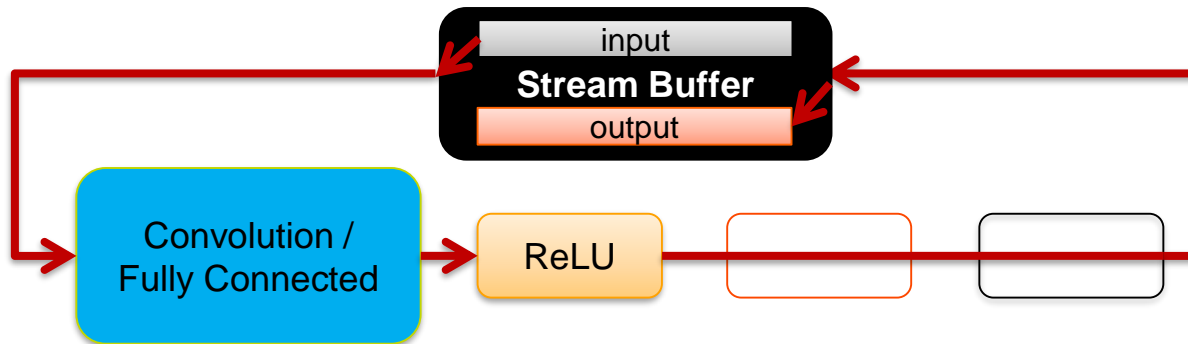 input
Stream Buffer
output
Convolution /
Fully Connected
ReLU